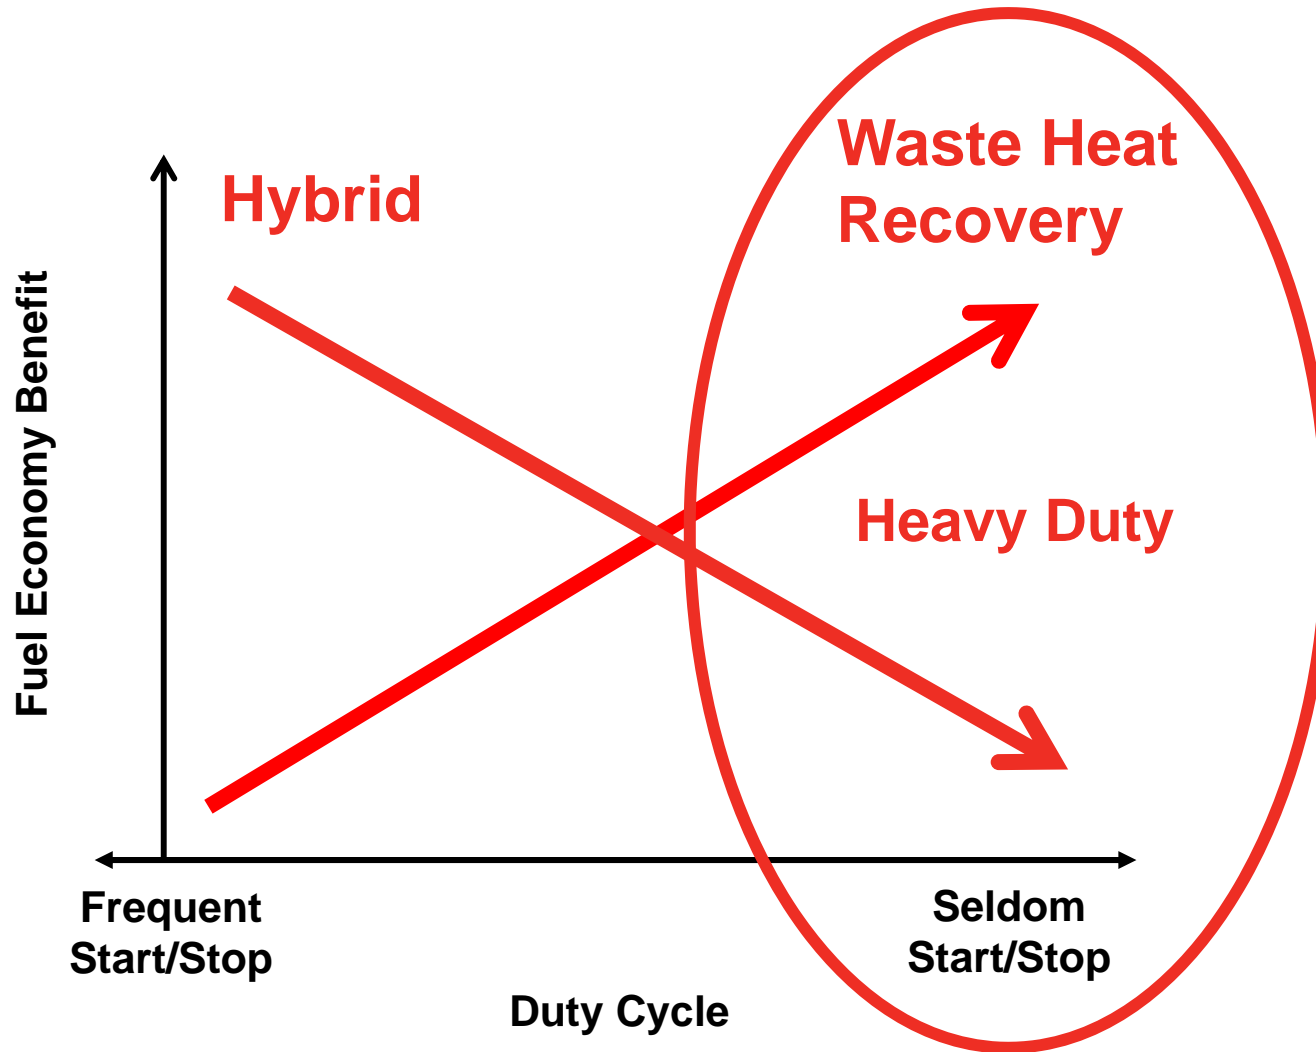 Waste Heat
Recovery
Hybrid
Fuel Economy Benefit
Heavy Duty
Frequent
Start/Stop
Seldom
Start/Stop
Duty Cycle